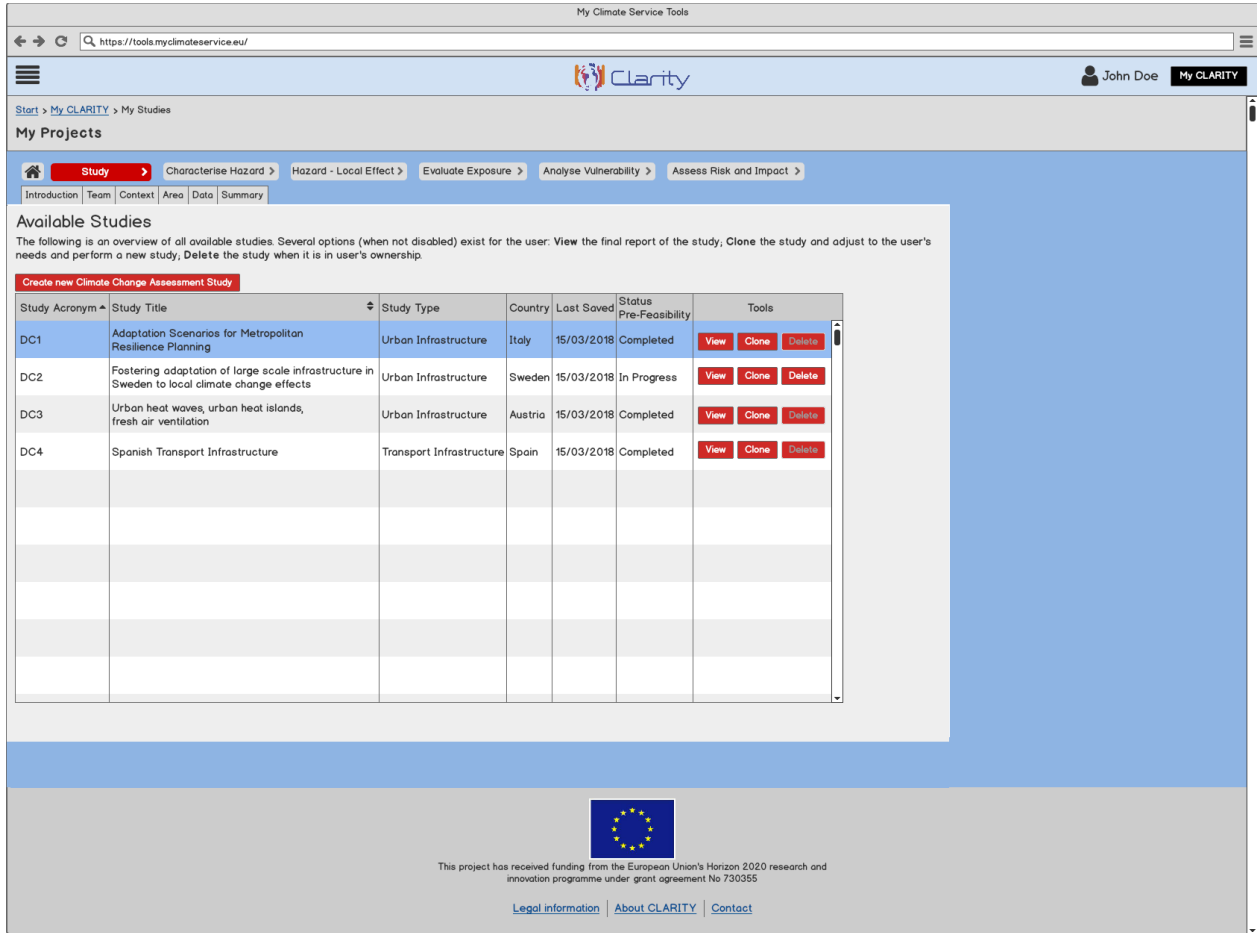 My Climate Service Tools
https://tools.myclimateservice.eu/
Clarity
John Doe
My CLARITY
Start > My CLARITY > My Studies
My Projects
Study >
Characterise Hazard >
Hazard - Local Effect >
Evaluate Exposure >
Analyse Vulnerability >
Assess Risk and Impact >
Introduction Team Context Area Data Summary
Available Studies
The following is an overview of all available studies. Several options (when not disabled) exist for the user: View the final report of the study; Clone the study and adjust to the user's
needs and perform a new study; Delete the study when it is in user's ownership.
Create new Climate Change Assessment Study
Study Acronym Study Title Study Type Country Last Saved Status Pre-Feasibility Tools
DC1 Adaptation Scenarios for Metropolitan Resilience Planning Urban Infrastructure Italy 15/03/2018 Completed View Clone Delete
DC2 Fostering adaptation of large scale infrastructure in Sweden to local climate change effects Urban Infrastructure Sweden 15/03/2018 In Progress View Clone Delete
DC3 Urban heat waves, urban heat islands, fresh air ventilation Urban Infrastructure Austria 15/03/2018 Completed View Clone Delete
DC4 Spanish Transport Infrastructure Transport Infrastructure Spain 15/03/2018 Completed View Clone Delete
This project has received funding from the European Union's Horizon 2020 research and
innovation programme under grant agreement No 730355
Legal information | About CLARITY | Contact